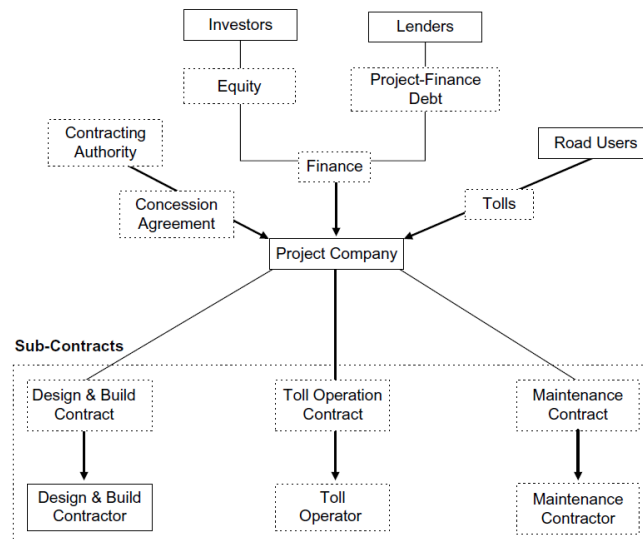 Investors
Lenders
Equity
Project-Finance
Debt
Contracting
Authority
Road Users
Finance
Concession
Agreement
Tolls
Project Company
Sub-Contracts
Design & Build
Contract
Toll Operation
Contract
Maintenance
Contract
Design & Build
Contractor
Toll
Operator
Maintenance
Contractor